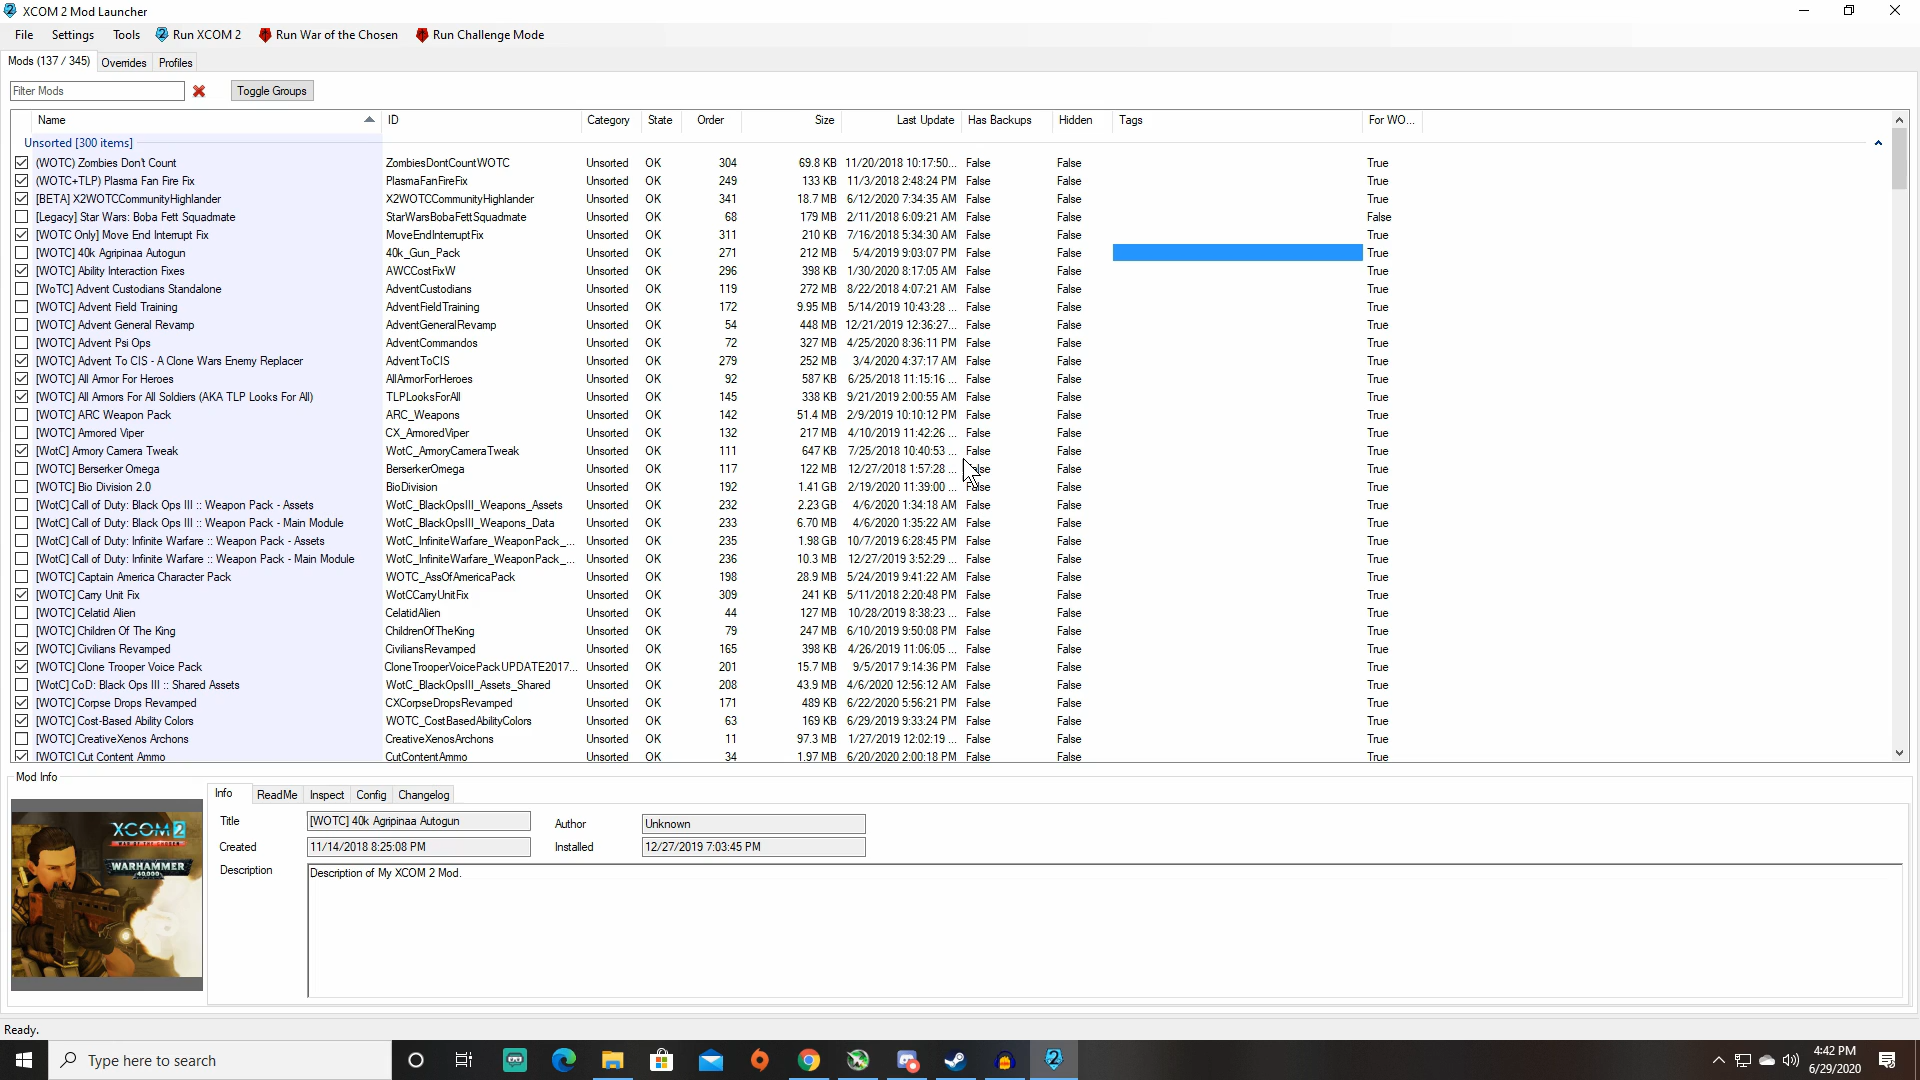 XCOM 2 Mod Launcher
File Settings Tools Run XCOM 2 Run War of the Chosen Run Challenge Mode
Mods (137 / 345) Overrides Profiles
Filter Mods Toggle Groups
Name ID Category State Order Size Last Update Has Backups Hidden Tags For WO...
Unsorted [300 items]
(WOTC) Zombies Don't Count ZombiesDontCountWOTC Unsorted OK 304 69.8 KB 11/20/2018 10:17:50... False False True
(WOTC+TLP) Plasma Fan Fire Fix PlasmaFanFireFix Unsorted OK 249 133 KB 11/3/2018 2:48:24 PM False False True
[BETA] X2WOTCCommunityHighlander X2WOTCCommunityHighlander Unsorted OK 341 18.7 MB 6/12/2020 7:34:35 AM False False True
[Legacy] Star Wars: Boba Fett Squadmate StarWarsBobaFettSquadmate Unsorted OK 68 179 MB 2/11/2018 6:09:21 AM False False False
[WOTC Only] Move End Interrupt Fix MoveEndInterruptFix Unsorted OK 311 210 KB 7/16/2018 5:34:30 AM False False True
[WOTC] 40k Agripinaa Autogun 40k_Gun_Pack Unsorted OK 271 212 MB 5/4/2019 9:03:07 PM False False True
[WOTC] Ability Interaction Fixes AWCCostFixW Unsorted OK 296 398 KB 1/30/2020 8:17:05 AM False False True
[WoTC] Advent Custodians Standalone AdventCustodians Unsorted OK 119 272 MB 8/22/2018 4:07:21 AM False False True
[WOTC] Advent Field Training AdventFieldTraining Unsorted OK 172 9.95 MB 5/14/2019 10:43:28 ... False False True
[WOTC] Advent General Revamp AdventGeneralRevamp Unsorted OK 54 448 MB 12/21/2019 12:36:27... False False True
[WOTC] Advent Psi Ops AdventCommandos Unsorted OK 72 327 MB 4/25/2020 8:36:11 PM False False True
[WOTC] Advent To CIS - A Clone Wars Enemy Replacer AdventToCIS Unsorted OK 279 252 MB 3/4/2020 4:37:17 AM False False True
[WOTC] All Armor For Heroes AllArmorForHeroes Unsorted OK 92 587 KB 6/25/2018 11:15:16 ... False False True
[WOTC] All Armors For All Soldiers (AKA TLP Looks For All) TLPLooksForAll Unsorted OK 145 338 KB 9/21/2019 2:00:55 AM False False True
[WOTC] ARC Weapon Pack ARC_Weapons Unsorted OK 142 51.4 MB 2/9/2019 10:10:12 PM False False True
[WOTC] Armored Viper CX_ArmoredViper Unsorted OK 132 217 MB 4/10/2019 11:42:26 ... False False True
[WotC] Armory Camera Tweak WotC_ArmoryCameraTweak Unsorted OK 111 647 KB 7/25/2018 10:40:53 ... False False True
[WOTC] Berserker Omega BerserkerOmega Unsorted OK 117 122 MB 12/27/2018 1:57:28 ... False False True
[WOTC] Bio Division 2.0 BioDivision Unsorted OK 192 1.41 GB 2/19/2020 11:39:00 ... False False True
[WotC] Call of Duty: Black Ops III :: Weapon Pack - Assets WotC_BlackOpsIII_Weapons_Assets Unsorted OK 232 2.23 GB 4/6/2020 1:34:18 AM False False True
[WotC] Call of Duty: Black Ops III :: Weapon Pack - Main Module WotC_BlackOpsIII_Weapons_Data Unsorted OK 233 6.70 MB 4/6/2020 1:35:22 AM False False True
[WotC] Call of Duty: Infinite Warfare :: Weapon Pack - Assets WotC_InfiniteWarfare_WeaponPack_... Unsorted OK 235 1.98 GB 10/7/2019 6:28:45 PM False False True
[WotC] Call of Duty: Infinite Warfare :: Weapon Pack - Main Module WotC_InfiniteWarfare_WeaponPack_... Unsorted OK 236 10.3 MB 12/27/2019 3:52:29 ... False False True
[WOTC] Captain America Character Pack WOTC_AssOfAmericaPack Unsorted OK 198 28.9 MB 5/24/2019 9:41:22 AM False False True
[WOTC] Carry Unit Fix WotCCarryUnitFix Unsorted OK 309 241 KB 5/11/2018 2:20:48 PM False False True
[WOTC] Celatid Alien CelatidAlien Unsorted OK 44 127 MB 10/28/2019 8:38:23 ... False False True
[WOTC] Children Of The King ChildrenOfTheKing Unsorted OK 79 247 MB 6/10/2019 9:50:08 PM False False True
[WOTC] Civilians Revamped CiviliansRevamped Unsorted OK 165 398 KB 4/26/2019 11:06:05 ... False False True
[WOTC] Clone Trooper Voice Pack CloneTrooperVoicePackUPDATE2017... Unsorted OK 201 15.7 MB 9/5/2017 9:14:36 PM False False True
[WotC] CoD: Black Ops III :: Shared Assets WotC_BlackOpsIII_Assets_Shared Unsorted OK 208 43.9 MB 4/6/2020 12:56:12 AM False False True
[WOTC] Corpse Drops Revamped CXCorpseDropsRevamped Unsorted OK 171 489 KB 6/22/2020 5:56:21 PM False False True
[WOTC] Cost-Based Ability Colors WOTC_CostBasedAbilityColors Unsorted OK 63 169 KB 6/29/2019 9:33:24 PM False False True
[WOTC] CreativeXenos Archons CreativeXenosArchons Unsorted OK 11 97.3 MB 1/27/2019 12:02:19 ... False False True
[WOTC] Cut Content Ammo CutContentAmmo Unsorted OK 34 1.97 MB 6/20/2020 2:00:18 PM False False True
Mod Info
Info ReadMe Inspect Config Changelog
Title [WOTC] 40k Agripinaa Autogun Author Unknown
Created 11/14/2018 8:25:08 PM Installed 12/27/2019 7:03:45 PM
Description Description of My XCOM 2 Mod.
XCOM 2
WAR OF THE CHOSEN
WARHAMMER
40,000
Ready.
Type here to search
4:42 PM
6/29/2020